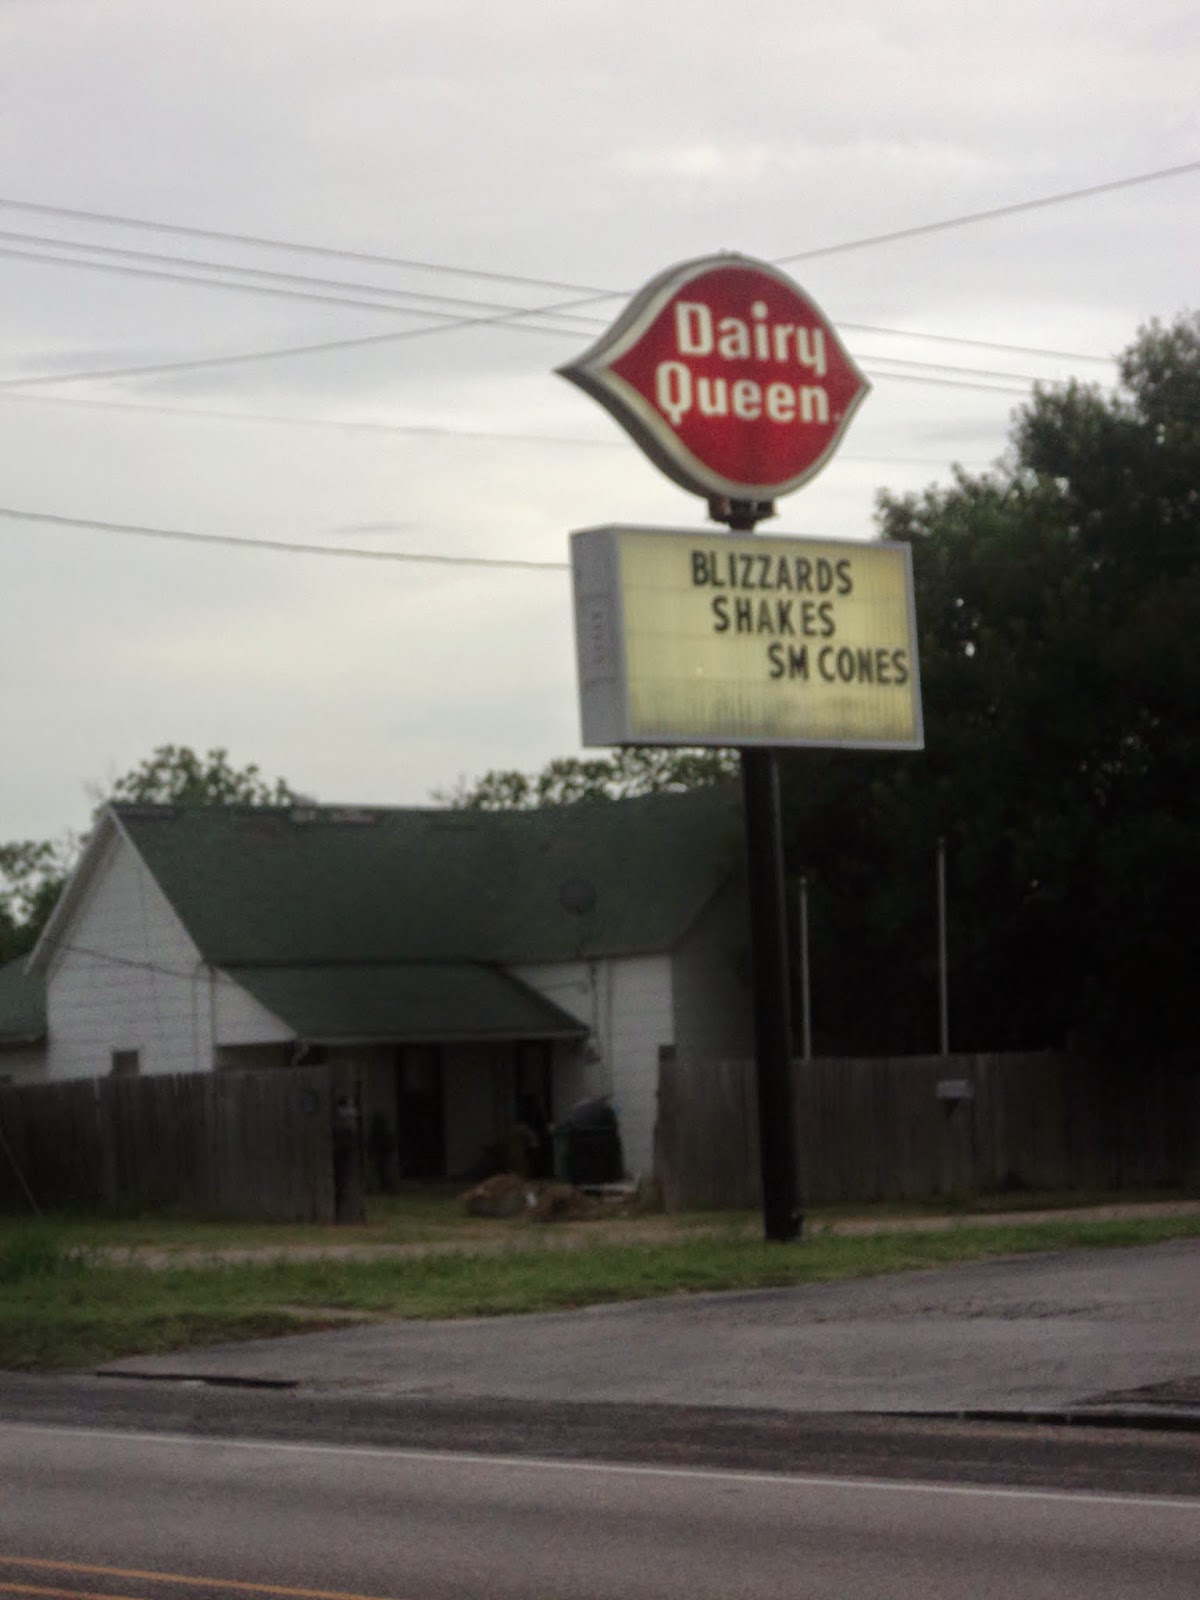 Dairy
Queen
BLIZZARDS
SHAKES
SM CONES